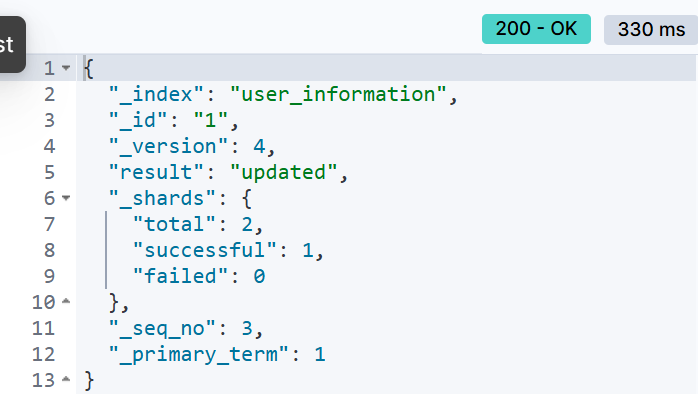 200 - OK
330 ms
st
1 {
2 "_index": "user_information",
3 "_id": "1",
4 "_version": 4,
5 "result": "updated",
6 "_shards": {
7 "total": 2,
8 "successful": 1,
9 "failed": 0
10 },
11 "_seq_no": 3,
12 "_primary_term": 1
13 }